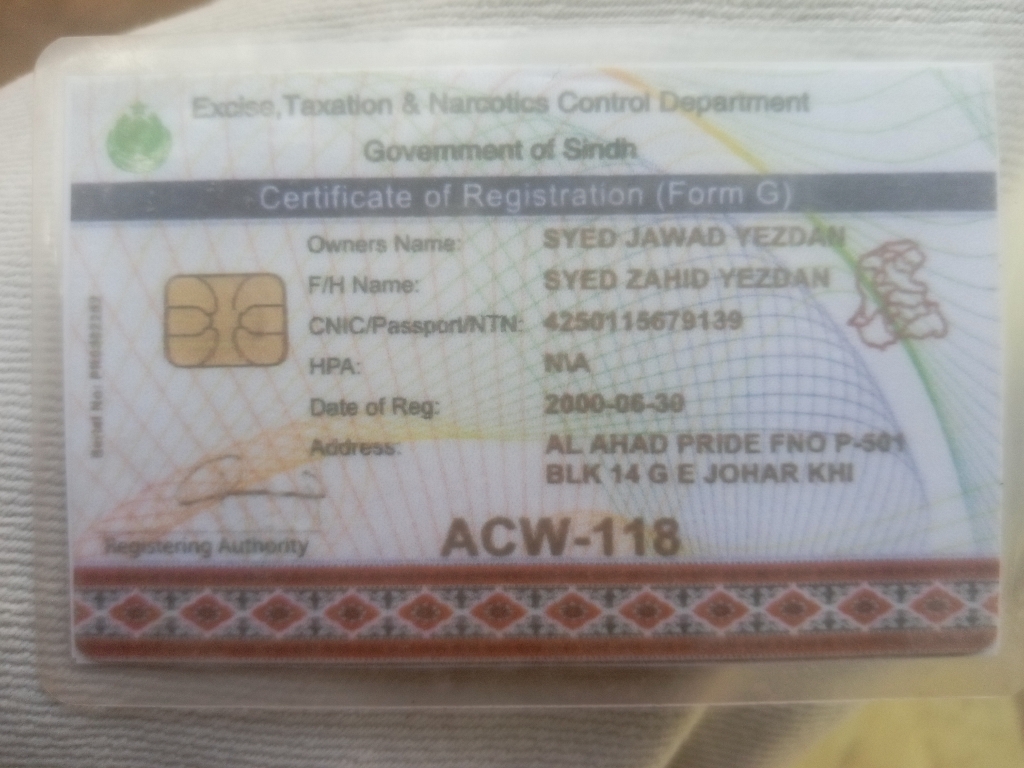 Excise,Taxation & Narcotics Control Department
Government of Sindh
Certificate of Registration (Form G)
Owners Name: SYED JAWAD YEZDAN
F/H Name: SYED ZAHID YEZDAN
CNIC/Passport/NTN: 4250115679139
HPA: N\A
Date of Reg: 2000-06-30
Address: AL AHAD PRIDE FNO P-501
BLK 14 G E JOHAR KHI
Serial No:
Registering Authority
ACW-118